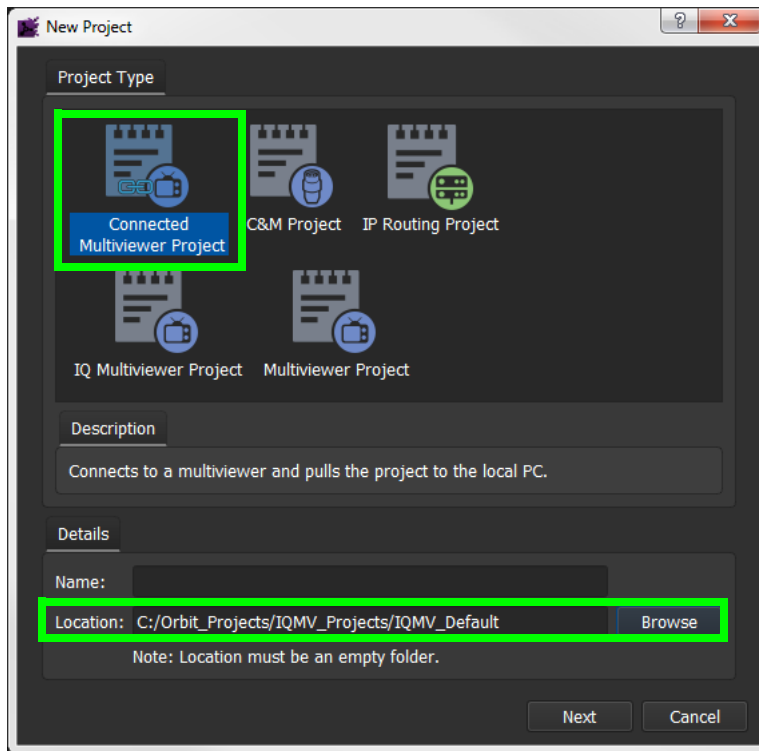 New Project
Project Type
Connected
Multiviewer Project
C&M Project
IP Routing Project
IQ Multiviewer Project
Multiviewer Project
Description
Connects to a multiviewer and pulls the project to the local PC.
Details
Name:
Location: C:/Orbit_Projects/IQMV_Projects/IQMV_Default Browse
Note: Location must be an empty folder.
Next Cancel